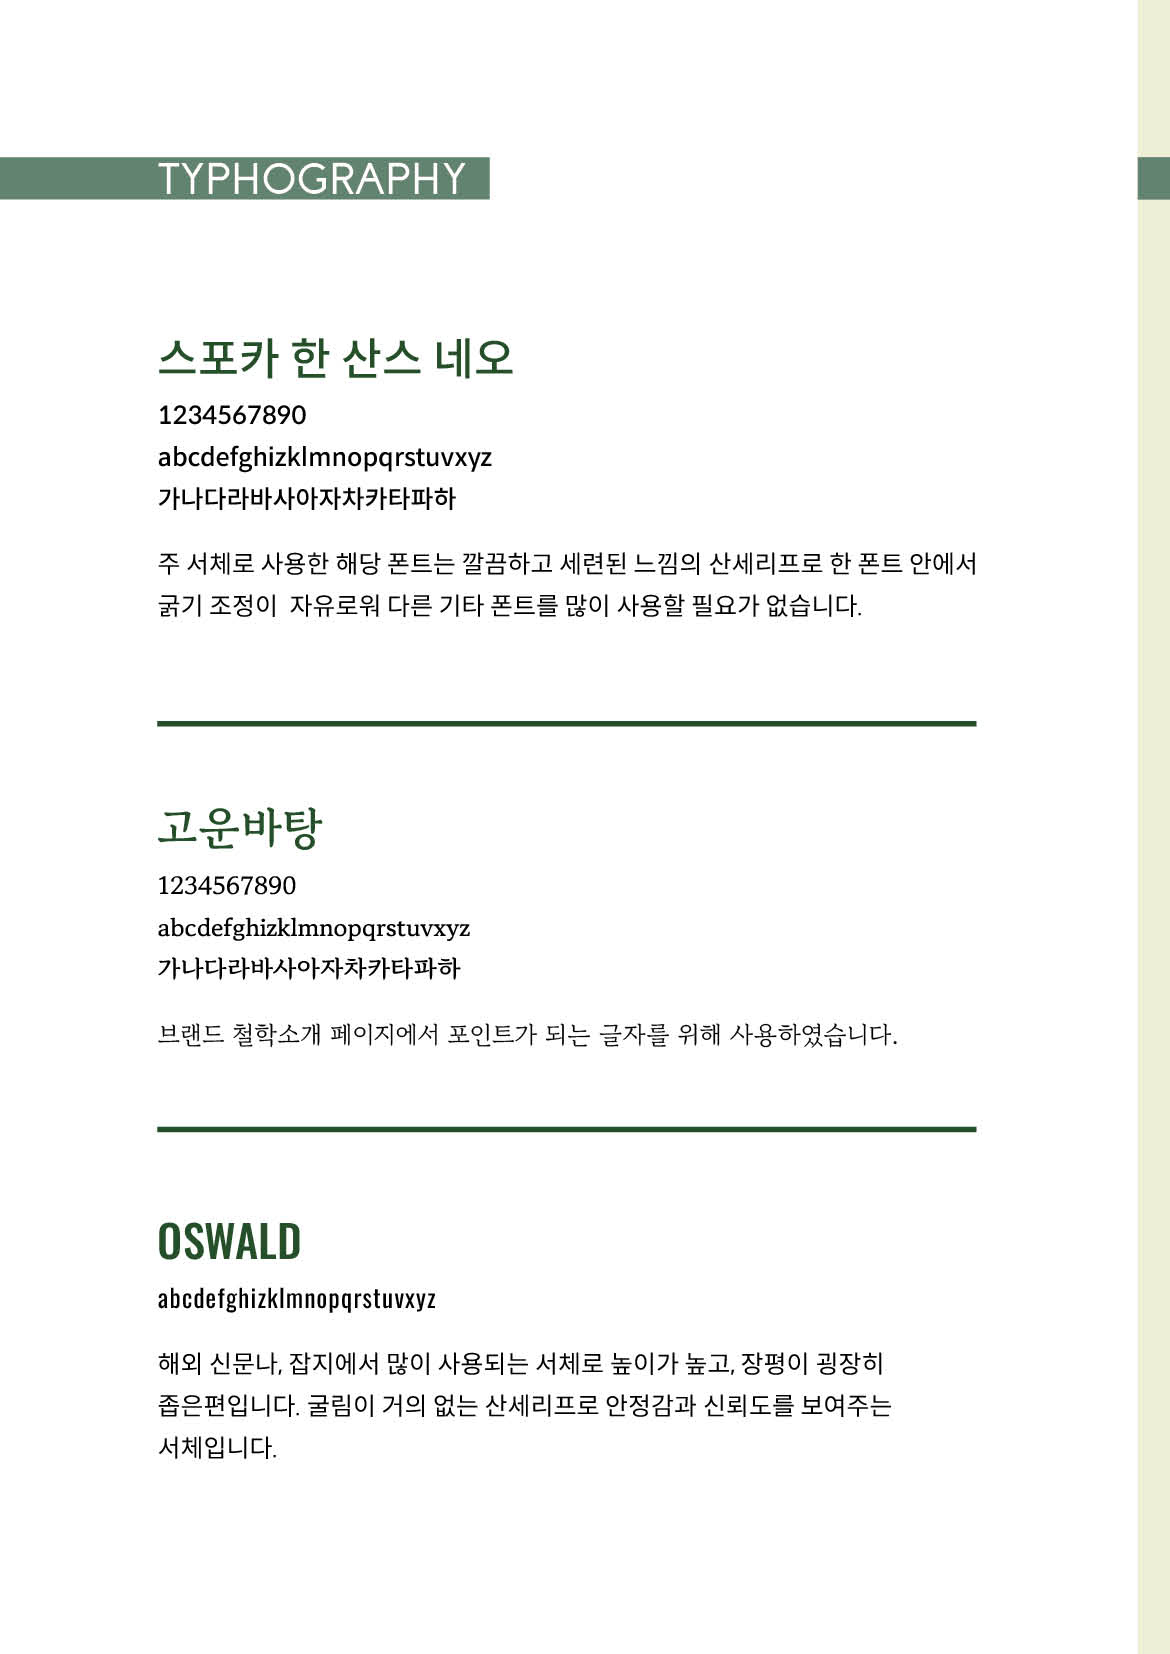 TYPHOGRAPHY
스포카 한 산스 네오
1234567890
abcdefghizklmnopqrstuvxyz
가나다라바사아자차카타파하
주 서체로 사용한 해당 폰트는 깔끔하고 세련된 느낌의 산세리프로 한 폰트 안에서
굵기 조정이  자유로워 다른 기타 폰트를 많이 사용할 필요가 없습니다.
고운바탕
1234567890
abcdefghizklmnopqrstuvxyz
가나다라바사아자차카타파하
브랜드 철학소개 페이지에서 포인트가 되는 글자를 위해 사용하였습니다.
OSWALD
abcdefghizklmnopqrstuvxyz
해외 신문나, 잡지에서 많이 사용되는 서체로 높이가 높고, 장평이 굉장히
좁은편입니다. 굴림이 거의 없는 산세리프로 안정감과 신뢰도를 보여주는
서체입니다.